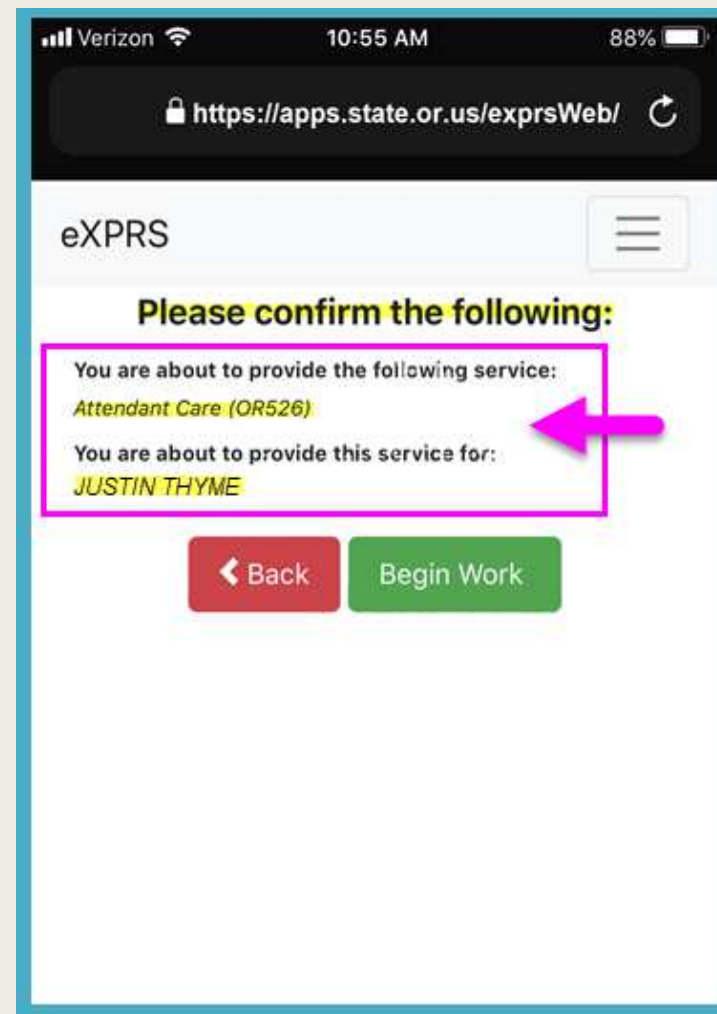 Verizon 10:55 AM 88%
https://apps.state.or.us/exprsWeb/
eXPRS
Please confirm the following:
You are about to provide the following service:
Attendant Care (OR526)
You are about to provide this service for:
JUSTIN THYME
Back Begin Work